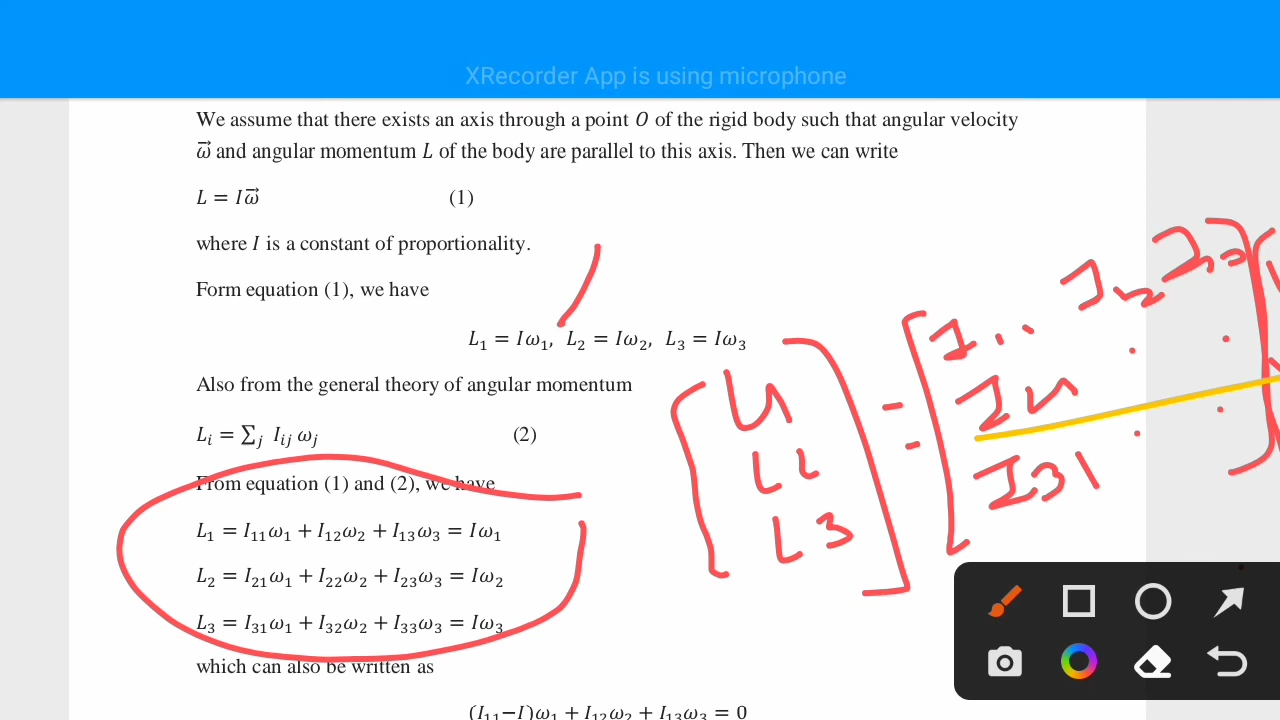 XRecorder App is using microphone
We assume that there exists an axis through a point O of the rigid body such that angular velocity
ω⃗ and angular momentum L of the body are parallel to this axis. Then we can write
L = Iω⃗ (1)
where I is a constant of proportionality.
Form equation (1), we have
L₁ = Iω₁, L₂ = Iω₂, L₃ = Iω₃
Also from the general theory of angular momentum
Lᵢ = ∑ⱼ Iᵢⱼ ωⱼ (2)
From equation (1) and (2), we have
L₁ = I₁₁ω₁ + I₁₂ω₂ + I₁₃ω₃ = Iω₁
L₂ = I₂₁ω₁ + I₂₂ω₂ + I₂₃ω₃ = Iω₂
L₃ = I₃₁ω₁ + I₃₂ω₂ + I₃₃ω₃ = Iω₃
which can also be written as
(I₁₁−I)ω₁ + I₁₂ω₂ + I₁₃ω₃ = 0
L1
L2
L3
=
I31